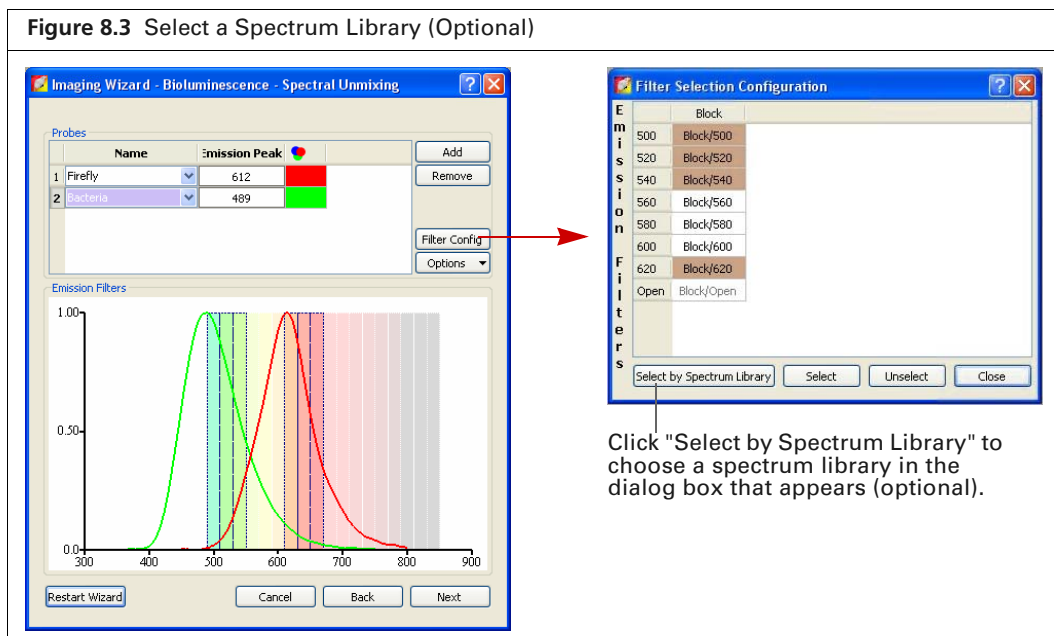 Figure 8.3 Select a Spectrum Library (Optional)
Imaging Wizard - Bioluminescence - Spectral Unmixing
Probes
Name :mission Peak
1 Firefly 612
2 Bacteria 489
Add
Remove
Filter Config
Options
Emission Filters
1.00
0.50
0.0
300 400 500 600 700 800 900
Restart Wizard Cancel Back Next
Filter Selection Configuration
Emission Filters
Block
500 Block/500
520 Block/520
540 Block/540
560 Block/560
580 Block/580
600 Block/600
620 Block/620
Open Block/Open
Select by Spectrum Library Select Unselect Close
Click "Select by Spectrum Library" to
choose a spectrum library in the
dialog box that appears (optional).